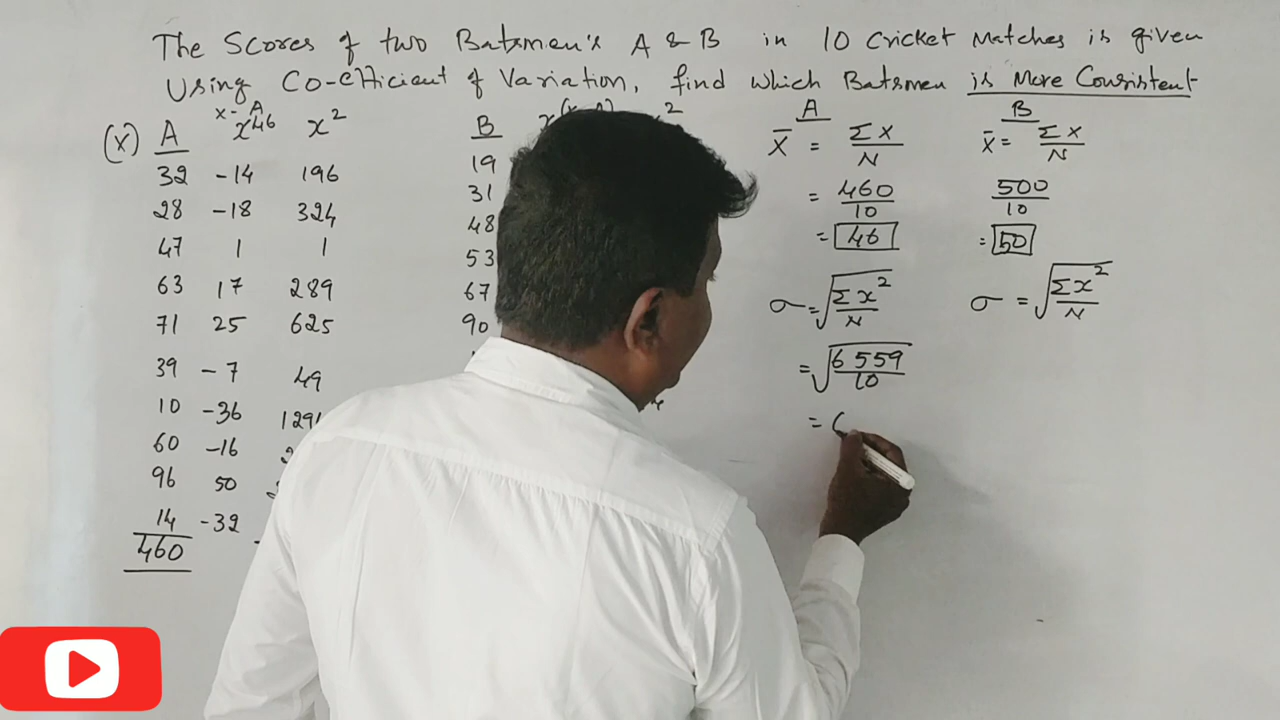 The Scores of two Batsmen's A & B in 10 Cricket Matches is given
Using Co-efficient of Variation, find which Batsmen is More Consistent
x - A
(X) A x 46 x²
32 -14 196
28 -18 324
47 1 1
63 17 289
71 25 625
39 -7 49
10 -36 129
60 -16
96 50
14 -32
460
B
19
31
48
53
67
90
A
X̄ = Σx/N
= 460/10
= 46
σ = √Σx²/N
= √6559/10
=
B
X̄ = Σx/N
500/10
= 50
σ = √Σx²/N